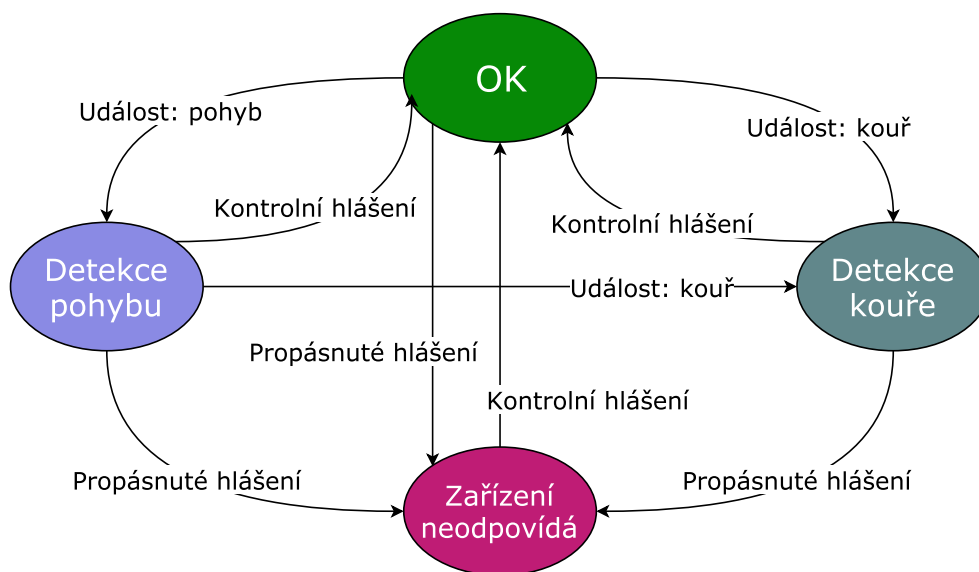 OK
Událost: pohyb
Událost: kouř
Kontrolní hlášení
Kontrolní hlášení
Detekce
pohybu
Událost: kouř
Detekce
kouře
Propásnuté hlášení
Kontrolní hlášení
Propásnuté hlášení
Propásnuté hlášení
Zařízení
neodpovídá